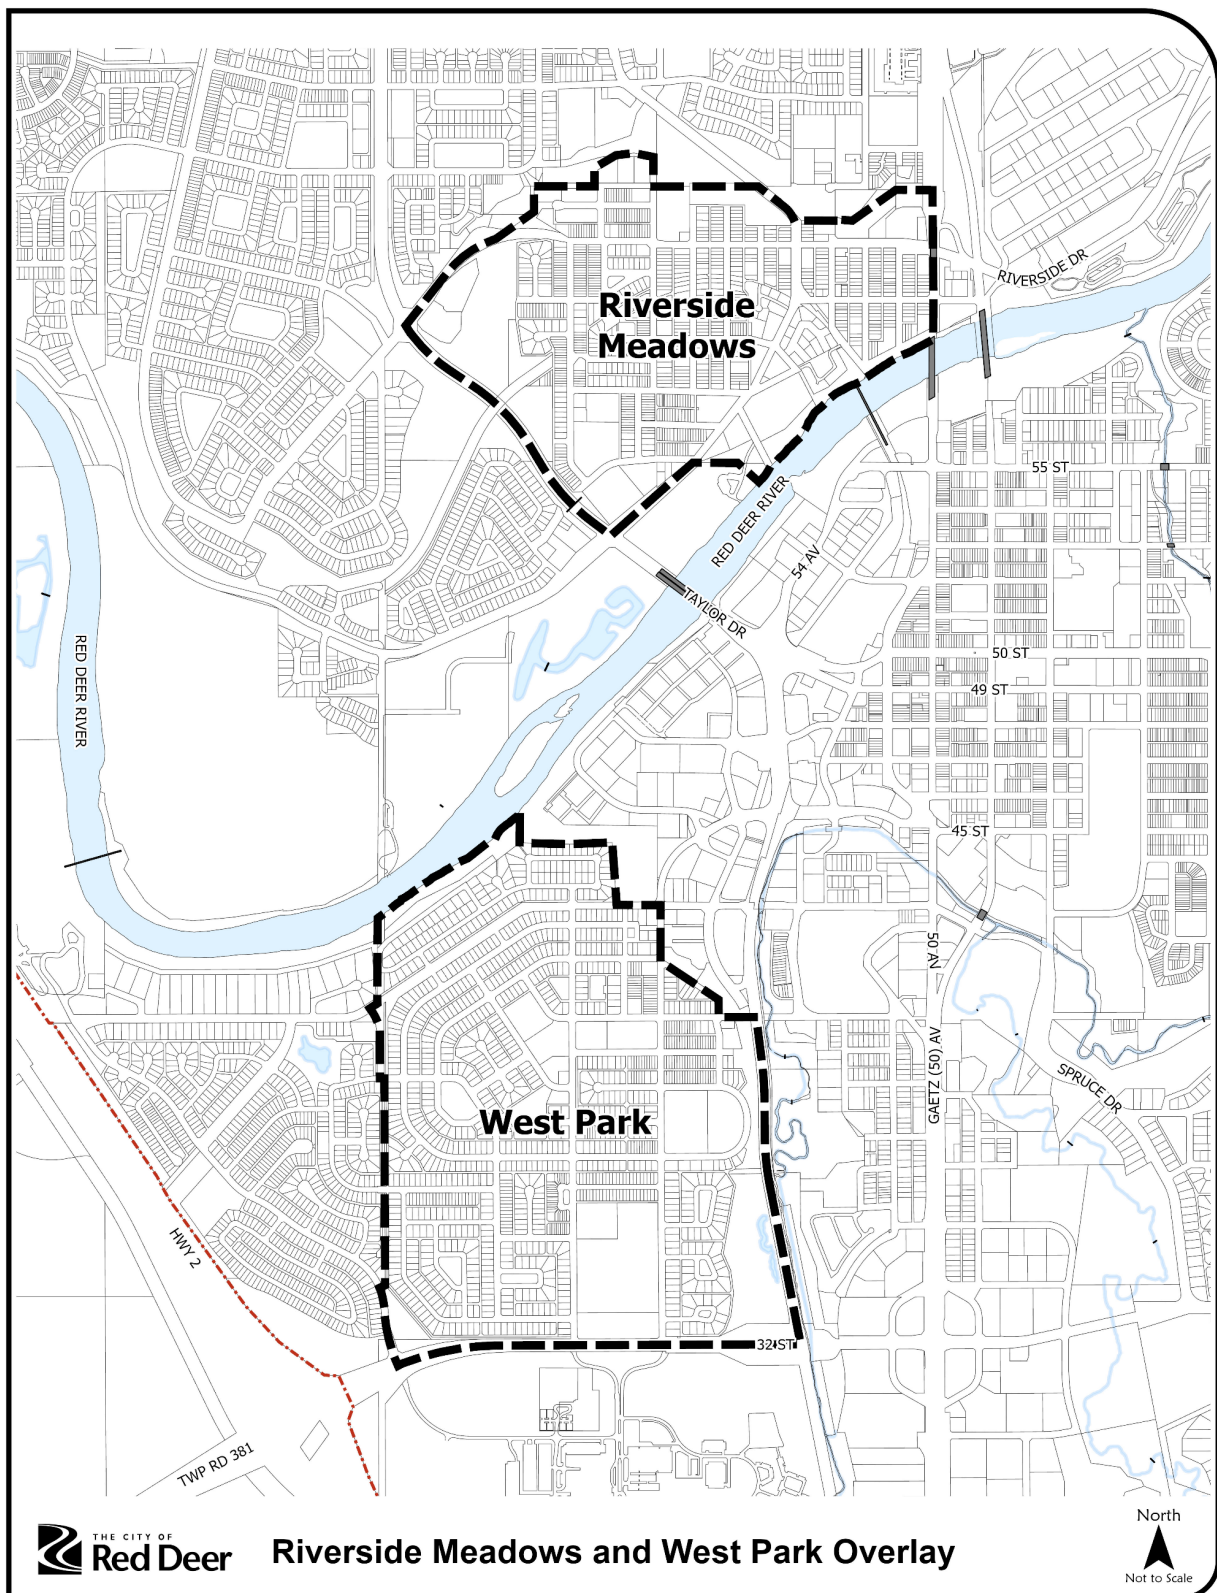 RIVERSIDE DR
Riverside
Meadows
55 ST
RED DEER RIVER
54 AV
TAYLOR DR
50 ST
49 ST
RED DEER RIVER
45 ST
50 AV
GAETZ (50) AV
SPRUCE DR
West Park
HWY 2
32 ST
TWP RD 381
THE CITY OF
Red Deer
Riverside Meadows and West Park Overlay
North
Not to Scale